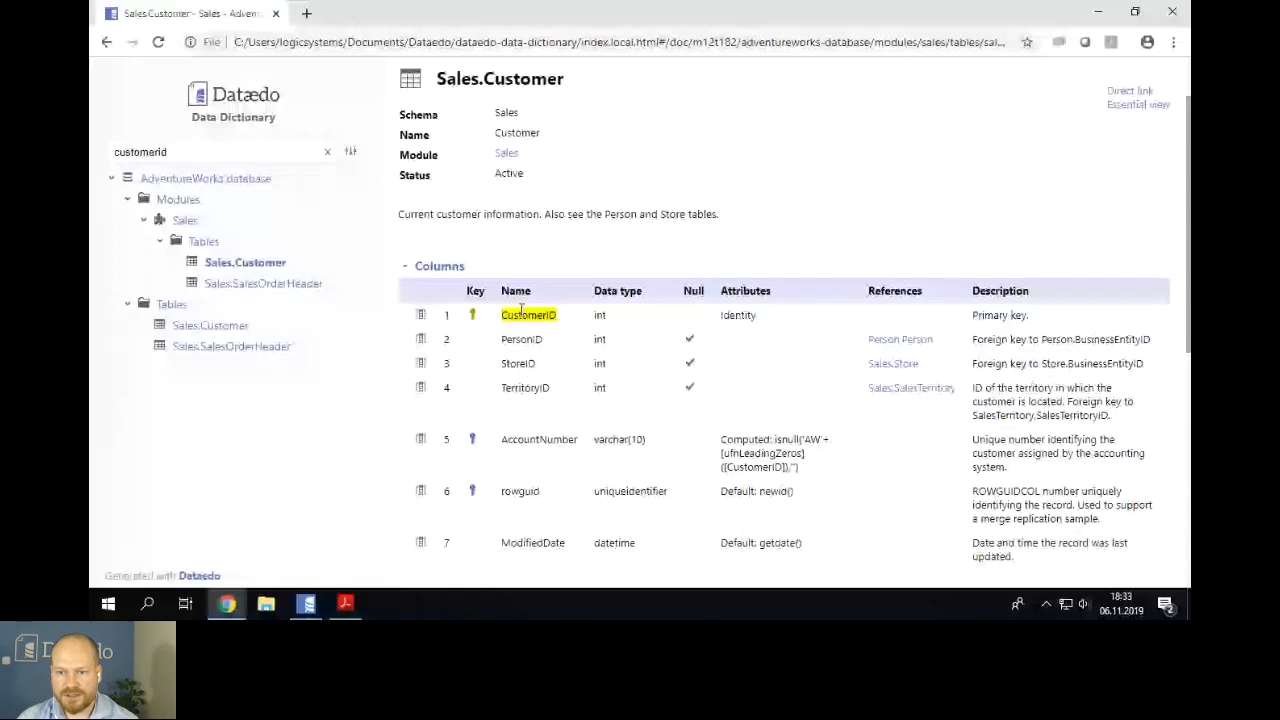 Sales.Customer - Sales - Adven
File C:/Users/logicsystems/Documents/Dataedo/dataedo-data-dictionary/index.local.html#/doc/m12t182/adventureworks-database/modules/sales/tables/sal...
Dataedo
Data Dictionary
customerid
AdventureWorks database
Modules
Sales
Tables
Sales.Customer
Sales.SalesOrderHeader
Tables
Sales.Customer
Sales.SalesOrderHeader
Generated with Dataedo
Sales.Customer
Direct link
Essential view
Schema Sales
Name Customer
Module Sales
Status Active
Current customer information. Also see the Person and Store tables.
Columns
Key Name Data type Null Attributes References Description
1 CustomerID int Identity Primary key.
2 PersonID int Person.Person Foreign key to Person.BusinessEntityID
3 StoreID int Sales.Store Foreign key to Store.BusinessEntityID
4 TerritoryID int Sales.SalesTerritory ID of the territory in which the
customer is located. Foreign key to
SalesTerritory.SalesTerritoryID.
5 AccountNumber varchar(10) Computed: isnull('AW'+ Unique number identifying the
[ufnLeadingZeros] customer assigned by the accounting
([CustomerID]),'') system.
6 rowguid uniqueidentifier Default: newid() ROWGUIDCOL number uniquely
identifying the record. Used to support
a merge replication sample.
7 ModifiedDate datetime Default: getdate() Date and time the record was last
updated.
18:33
06.11.2019
2
Dataedo